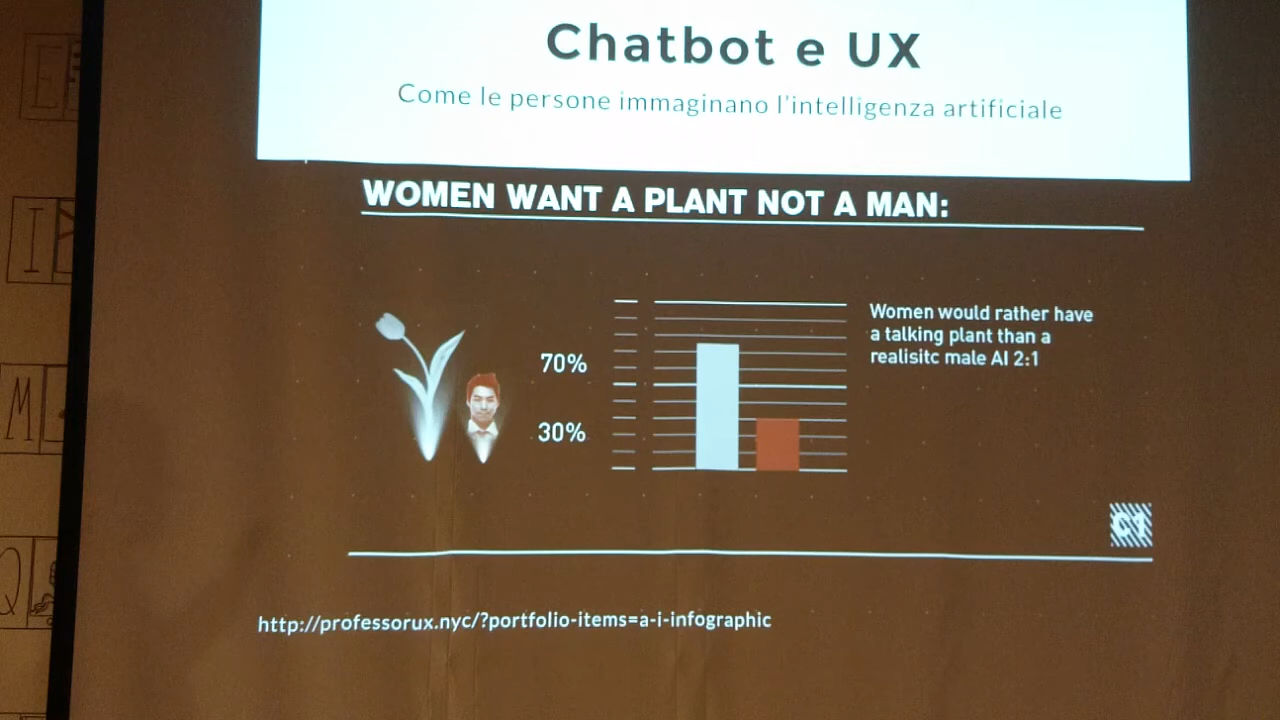 Chatbot e UX
Come le persone immaginano l'intelligenza artificiale
WOMEN WANT A PLANT NOT A MAN:
70%
30%
Women would rather have
a talking plant than a
realisitc male AI 2:1
http://professorux.nyc/?portfolio-items=a-i-infographic
I
M
Q